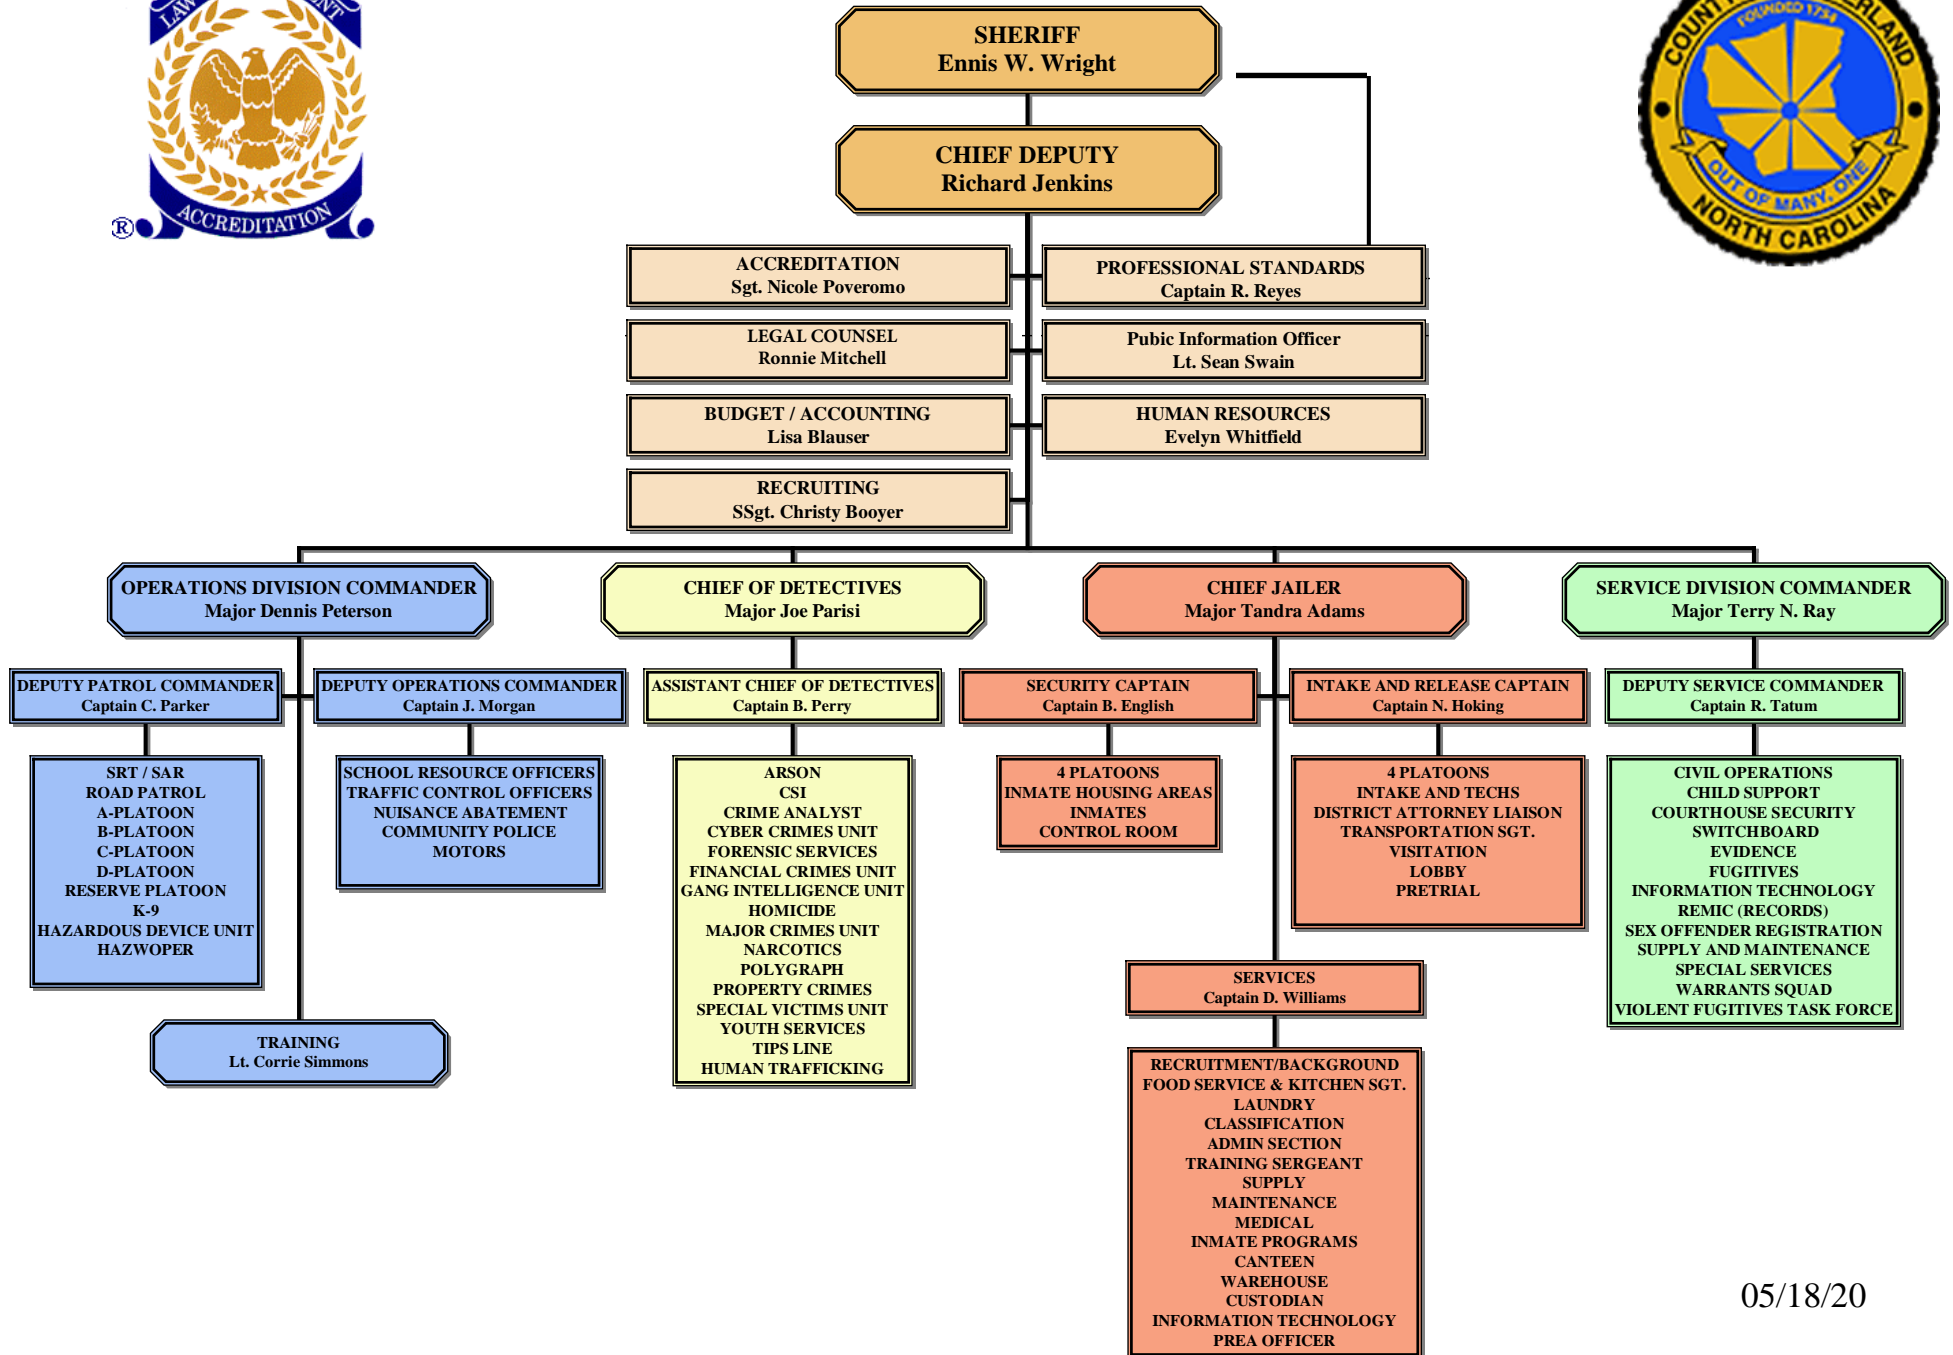 LAW
ENT
ACCREDITATION
®
COUNT
ERLAND
FOUNDED 1754
OUT OF MANY, ONE
NORTH CAROLINA
SHERIFF
Ennis W. Wright
CHIEF DEPUTY
Richard Jenkins
ACCREDITATION
Sgt. Nicole Poveromo
PROFESSIONAL STANDARDS
Captain R. Reyes
LEGAL COUNSEL
Ronnie Mitchell
Pubic Information Officer
Lt. Sean Swain
BUDGET / ACCOUNTING
Lisa Blauser
HUMAN RESOURCES
Evelyn Whitfield
RECRUITING
SSgt. Christy Booyer
OPERATIONS DIVISION COMMANDER
Major Dennis Peterson
CHIEF OF DETECTIVES
Major Joe Parisi
CHIEF JAILER
Major Tandra Adams
SERVICE DIVISION COMMANDER
Major Terry N. Ray
DEPUTY PATROL COMMANDER
Captain C. Parker
DEPUTY OPERATIONS COMMANDER
Captain J. Morgan
ASSISTANT CHIEF OF DETECTIVES
Captain B. Perry
SECURITY CAPTAIN
Captain B. English
INTAKE AND RELEASE CAPTAIN
Captain N. Hoking
DEPUTY SERVICE COMMANDER
Captain R. Tatum
SRT / SAR
ROAD PATROL
A-PLATOON
B-PLATOON
C-PLATOON
D-PLATOON
RESERVE PLATOON
K-9
HAZARDOUS DEVICE UNIT
HAZWOPER
SCHOOL RESOURCE OFFICERS
TRAFFIC CONTROL OFFICERS
NUISANCE ABATEMENT
COMMUNITY POLICE
MOTORS
ARSON
CSI
CRIME ANALYST
CYBER CRIMES UNIT
FORENSIC SERVICES
FINANCIAL CRIMES UNIT
GANG INTELLIGENCE UNIT
HOMICIDE
MAJOR CRIMES UNIT
NARCOTICS
POLYGRAPH
PROPERTY CRIMES
SPECIAL VICTIMS UNIT
YOUTH SERVICES
TIPS LINE
HUMAN TRAFFICKING
4 PLATOONS
INMATE HOUSING AREAS
INMATES
CONTROL ROOM
4 PLATOONS
INTAKE AND TECHS
DISTRICT ATTORNEY LIAISON
TRANSPORTATION SGT.
VISITATION
LOBBY
PRETRIAL
CIVIL OPERATIONS
CHILD SUPPORT
COURTHOUSE SECURITY
SWITCHBOARD
EVIDENCE
FUGITIVES
INFORMATION TECHNOLOGY
REMIC (RECORDS)
SEX OFFENDER REGISTRATION
SUPPLY AND MAINTENANCE
SPECIAL SERVICES
WARRANTS SQUAD
VIOLENT FUGITIVES TASK FORCE
TRAINING
Lt. Corrie Simmons
SERVICES
Captain D. Williams
RECRUITMENT/BACKGROUND
FOOD SERVICE & KITCHEN SGT.
LAUNDRY
CLASSIFICATION
ADMIN SECTION
TRAINING SERGEANT
SUPPLY
MAINTENANCE
MEDICAL
INMATE PROGRAMS
CANTEEN
WAREHOUSE
CUSTODIAN
INFORMATION TECHNOLOGY
PREA OFFICER
05/18/20